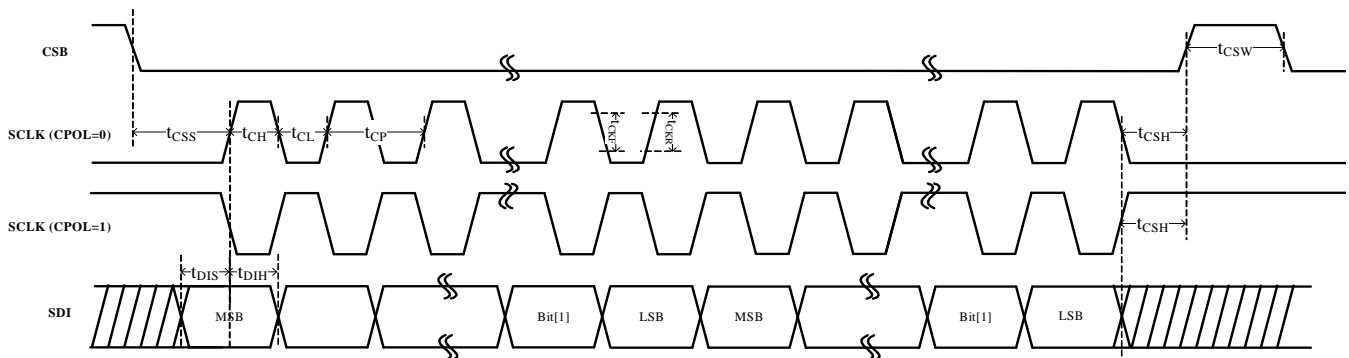 CSB
tCSW
SCLK (CPOL=0)
tCSS
tCH
tCL
tCP
tCKF
tCKR
tCSH
SCLK (CPOL=1)
tCSH
tDIS
tDIH
SDI
MSB
Bit[1]
LSB
MSB
Bit[1]
LSB